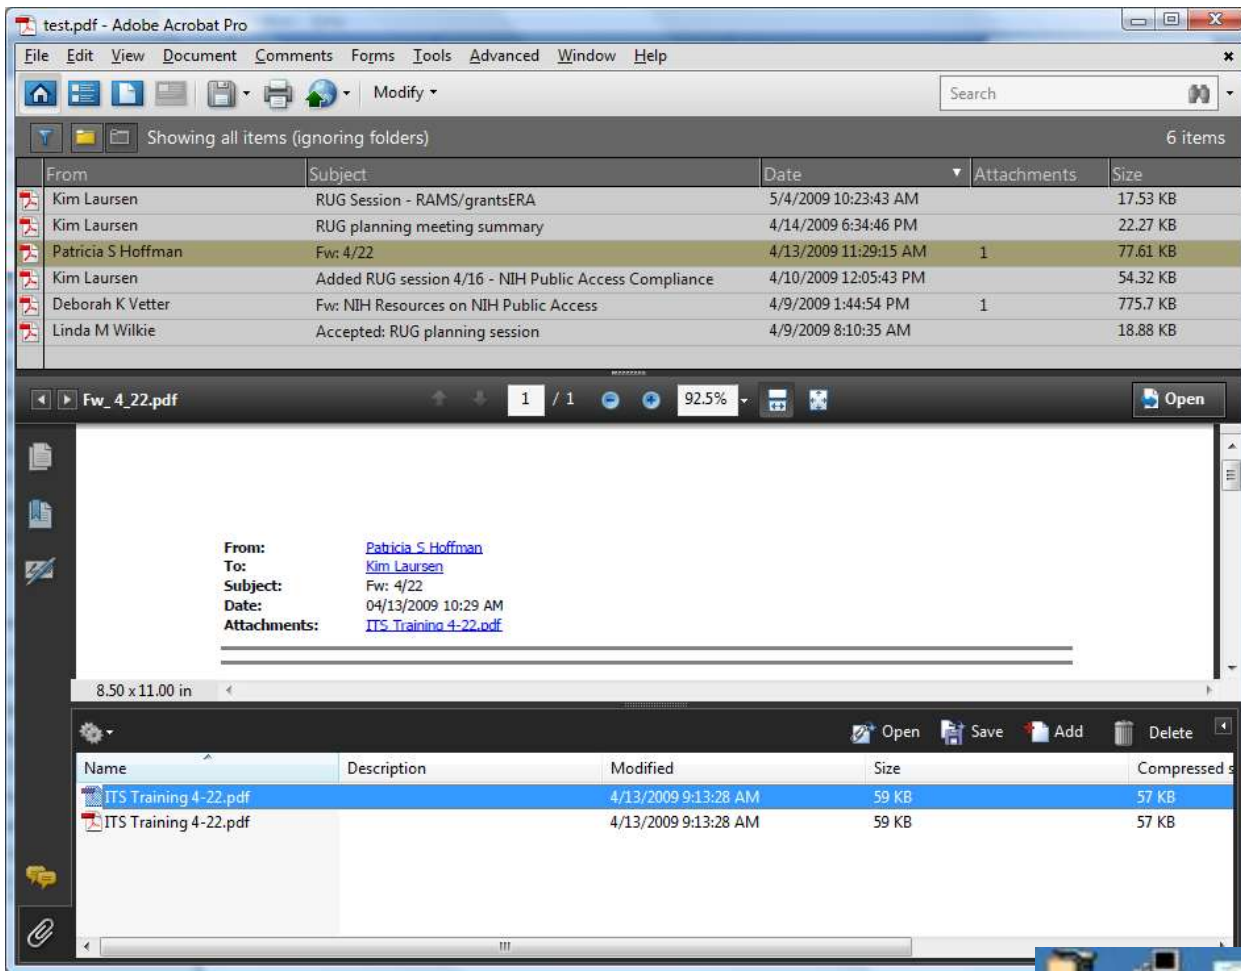 test.pdf - Adobe Acrobat Pro
File Edit View Document Comments Forms Tools Advanced Window Help
Modify Search
Showing all items (ignoring folders) 6 items
From Subject Date Attachments Size
Kim Laursen RUG Session - RAMS/grantsERA 5/4/2009 10:23:43 AM 17.53 KB
Kim Laursen RUG planning meeting summary 4/14/2009 6:34:46 PM 22.27 KB
Patricia S Hoffman Fw: 4/22 4/13/2009 11:29:15 AM 1 77.61 KB
Kim Laursen Added RUG session 4/16 - NIH Public Access Compliance 4/10/2009 12:05:43 PM 54.32 KB
Deborah K Vetter Fw: NIH Resources on NIH Public Access 4/9/2009 1:44:54 PM 1 775.7 KB
Linda M Wilkie Accepted: RUG planning session 4/9/2009 8:10:35 AM 18.88 KB
Fw_ 4_22.pdf 1 / 1 92.5% Open
From: Patricia S Hoffman
To: Kim Laursen
Subject: Fw: 4/22
Date: 04/13/2009 10:29 AM
Attachments: ITS Training 4-22.pdf
8.50 x 11.00 in
Open Save Add Delete
Name Description Modified Size Compressed s
ITS Training 4-22.pdf 4/13/2009 9:13:28 AM 59 KB 57 KB
ITS Training 4-22.pdf 4/13/2009 9:13:28 AM 59 KB 57 KB